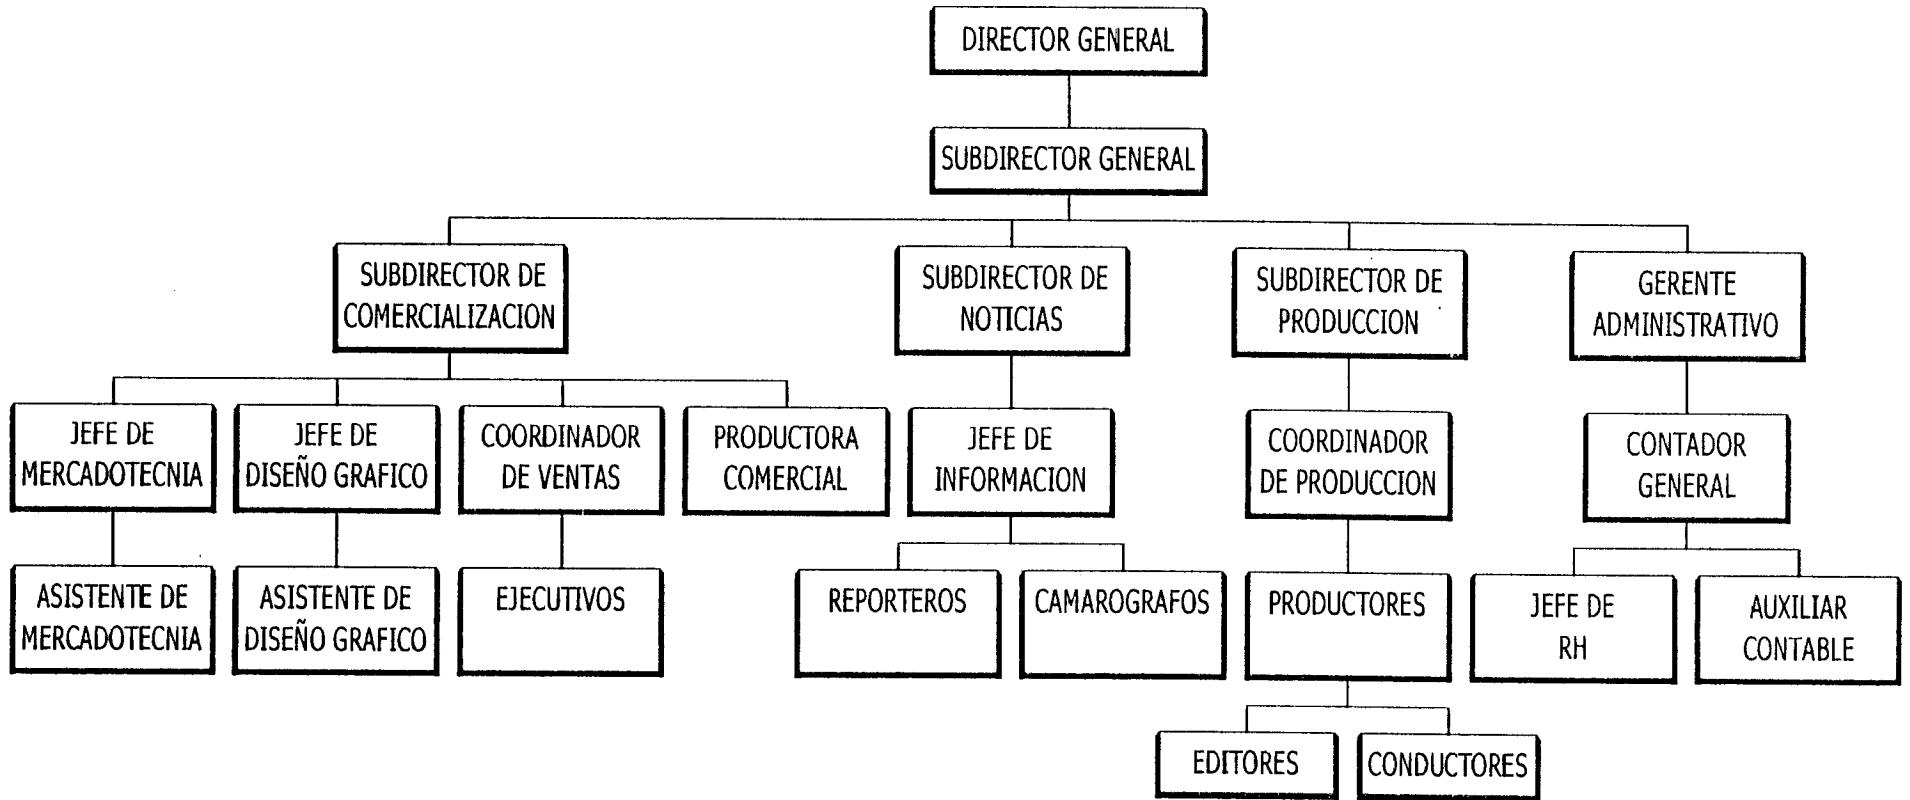 DIRECTOR GENERAL
SUBDIRECTOR GENERAL
SUBDIRECTOR DE
COMERCIALIZACION
SUBDIRECTOR DE
NOTICIAS
SUBDIRECTOR DE
PRODUCCION
GERENTE
ADMINISTRATIVO
JEFE DE
MERCADOTECNIA
JEFE DE
DISEÑO GRAFICO
COORDINADOR
DE VENTAS
PRODUCTORA
COMERCIAL
JEFE DE
INFORMACION
COORDINADOR
DE PRODUCCION
CONTADOR
GENERAL
ASISTENTE DE
MERCADOTECNIA
ASISTENTE DE
DISEÑO GRAFICO
EJECUTIVOS
REPORTEROS
CAMAROGRAFOS
PRODUCTORES
JEFE DE
RH
AUXILIAR
CONTABLE
EDITORES
CONDUCTORES